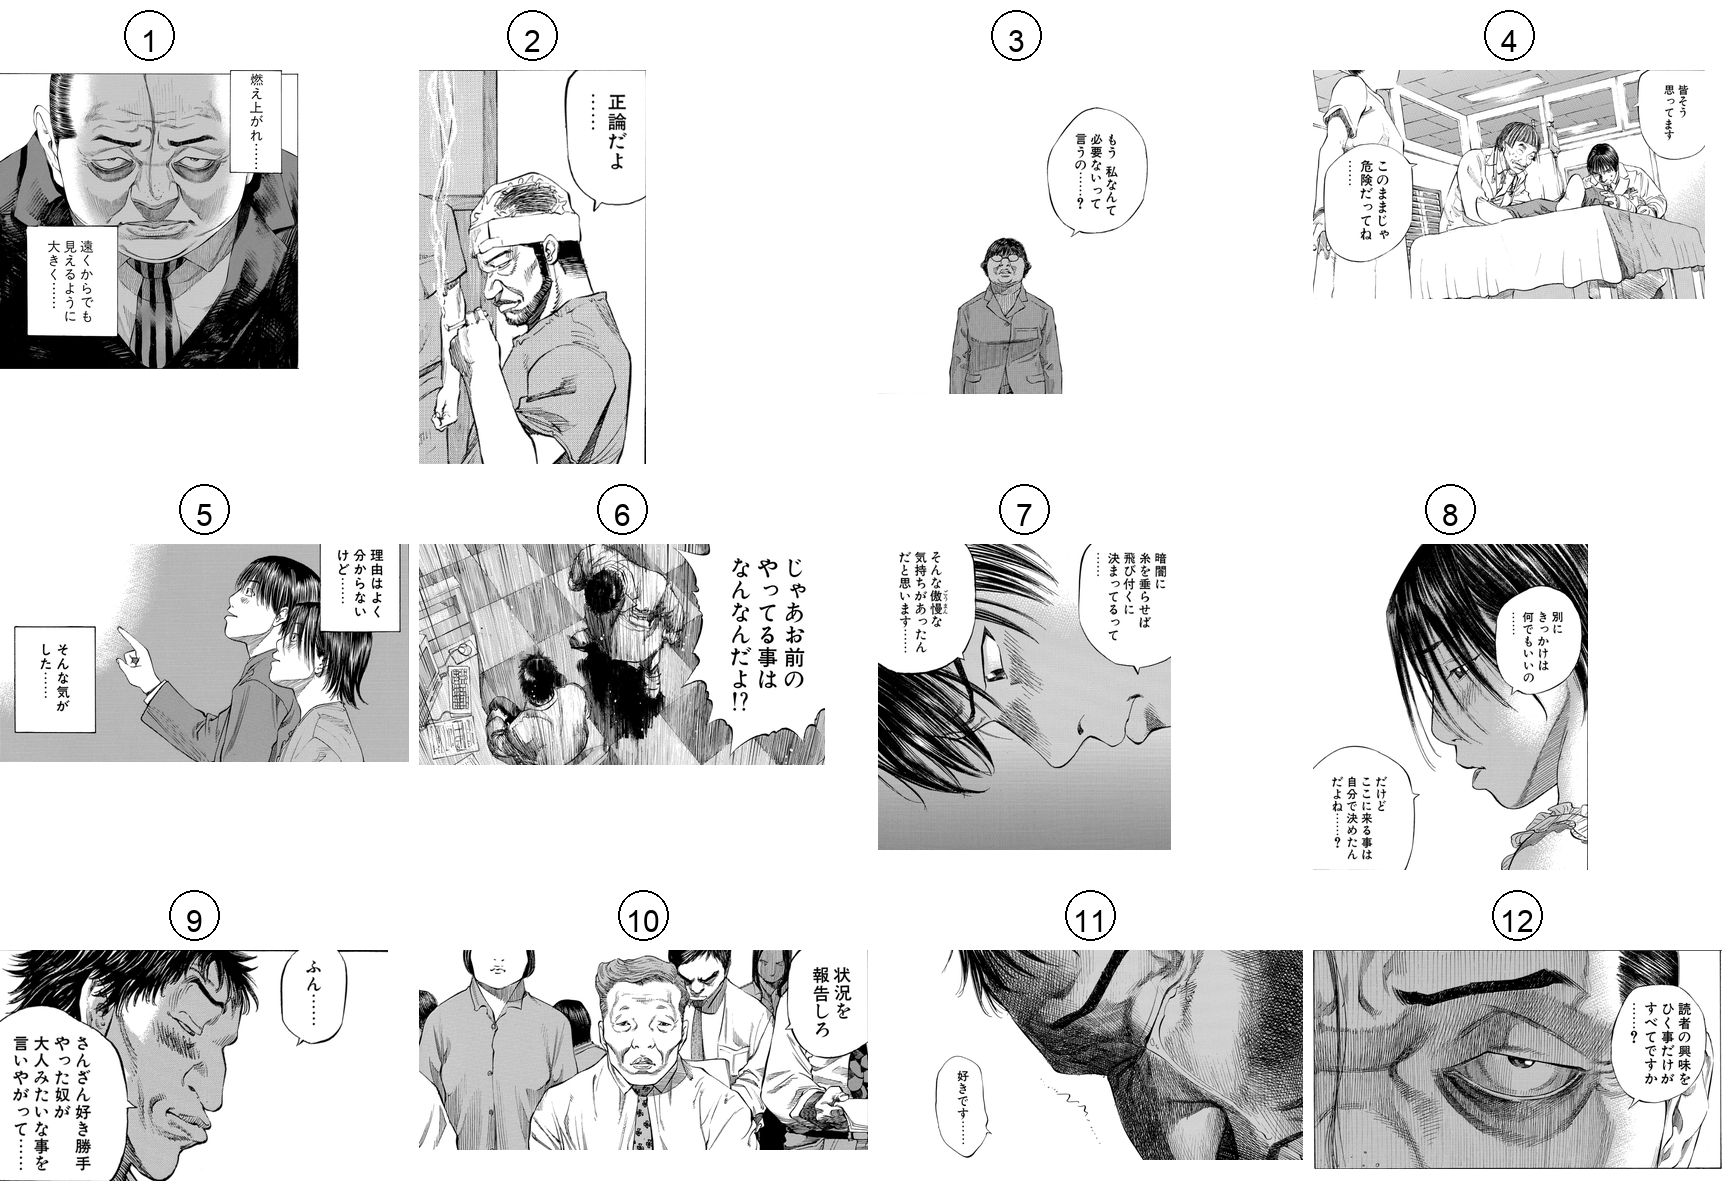 1
燃え上がれ……
遠くからでも
見えるように
大きく……
2
正論だよ
……
3
もう 私なんて
必要ないって
言うの……？
4
皆そう
思ってます
このままじゃ
危険だってね
……
5
理由はよく
分からない
けど……
そんな気が
した……
6
じゃあお前の
やってる事は
なんなんだよ!?
7
暗闇に
糸を垂らせば
飛び付くに
決まってるって
……
そんな傲慢な
ごうまん
気持ちがあったん
だと思います……
8
別に
きっかけは
何でもいいの
……
だけど
ここに来る事は
自分で決めたん
だよね……？
9
ふん……
さんざん好き勝手
やった奴が
大人みたいな事を
言いやがって……
10
状況を
報告しろ
11
好きです……
12
読者の興味を
ひく事だけが
すべてですか
……？